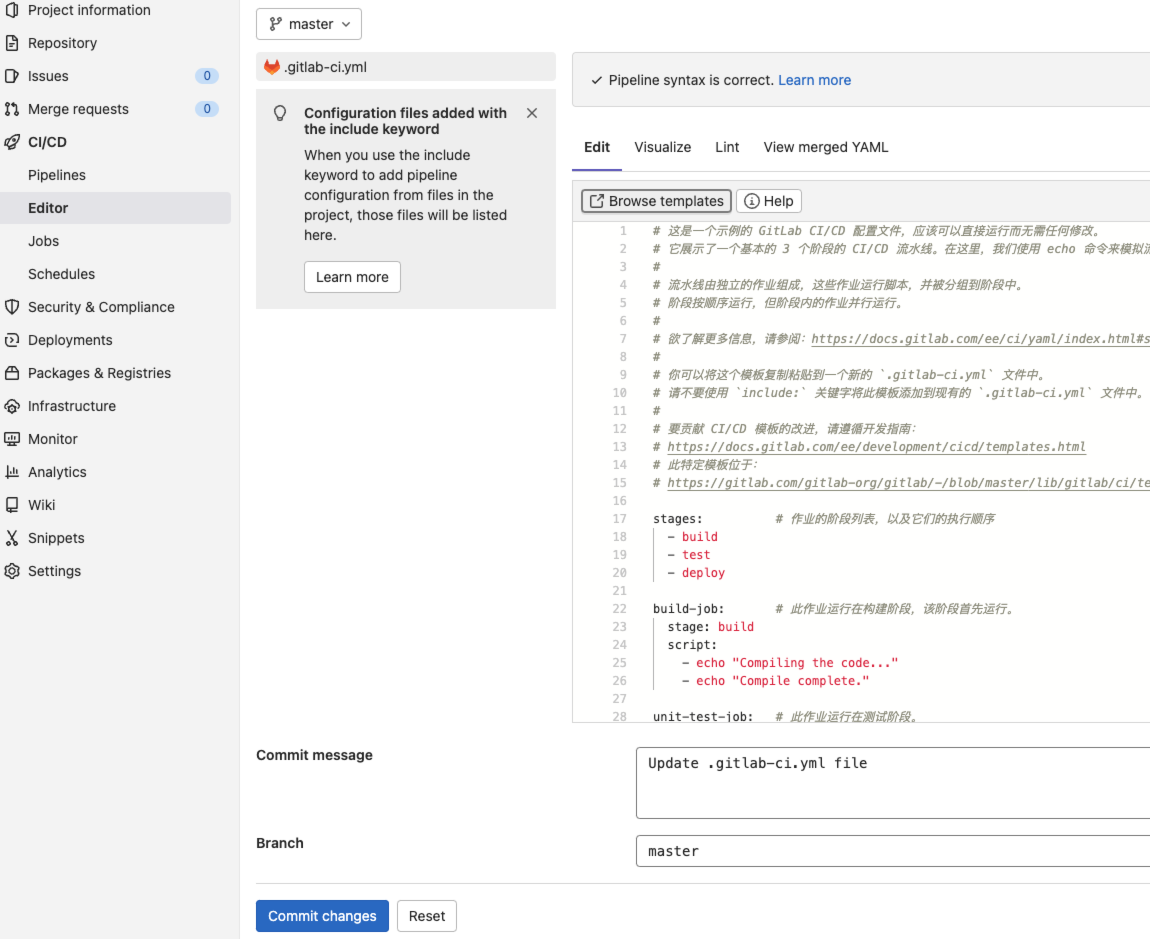 Project information
Repository
Issues 0
Merge requests 0
CI/CD
Pipelines
Editor
Jobs
Schedules
Security & Compliance
Deployments
Packages & Registries
Infrastructure
Monitor
Analytics
Wiki
Snippets
Settings
master
.gitlab-ci.yml
Configuration files added with
the include keyword
When you use the include
keyword to add pipeline
configuration from files in the
project, those files will be listed
here.
Learn more
Pipeline syntax is correct. Learn more
Edit Visualize Lint View merged YAML
Browse templates Help
1 # 这是一个示例的 GitLab CI/CD 配置文件，应该可以直接运行而无需任何修改。
2 # 它展示了一个基本的 3 个阶段的 CI/CD 流水线。在这里，我们使用 echo 命令来模拟
3 #
4 # 流水线由独立的作业组成，这些作业运行脚本，并被分组到阶段中。
5 # 阶段按顺序运行，但阶段内的作业并行运行。
6 #
7 # 欲了解更多信息，请参阅：https://docs.gitlab.com/ee/ci/yaml/index.html#s
8 #
9 # 你可以将这个模板复制粘贴到一个新的 `.gitlab-ci.yml` 文件中。
10 # 请不要使用 `include:` 关键字将此模板添加到现有的 `.gitlab-ci.yml` 文件中。
11 #
12 # 要贡献 CI/CD 模板的改进，请遵循开发指南：
13 # https://docs.gitlab.com/ee/development/cicd/templates.html
14 # 此特定模板位于：
15 # https://gitlab.com/gitlab-org/gitlab/-/blob/master/lib/gitlab/ci/te
16
17 stages: # 作业的阶段列表，以及它们的执行顺序
18 - build
19 - test
20 - deploy
21
22 build-job: # 此作业运行在构建阶段，该阶段首先运行。
23 stage: build
24 script:
25 - echo "Compiling the code..."
26 - echo "Compile complete."
27
28 unit-test-job: # 此作业运行在测试阶段。
Commit message
Update .gitlab-ci.yml file
Branch
master
Commit changes Reset